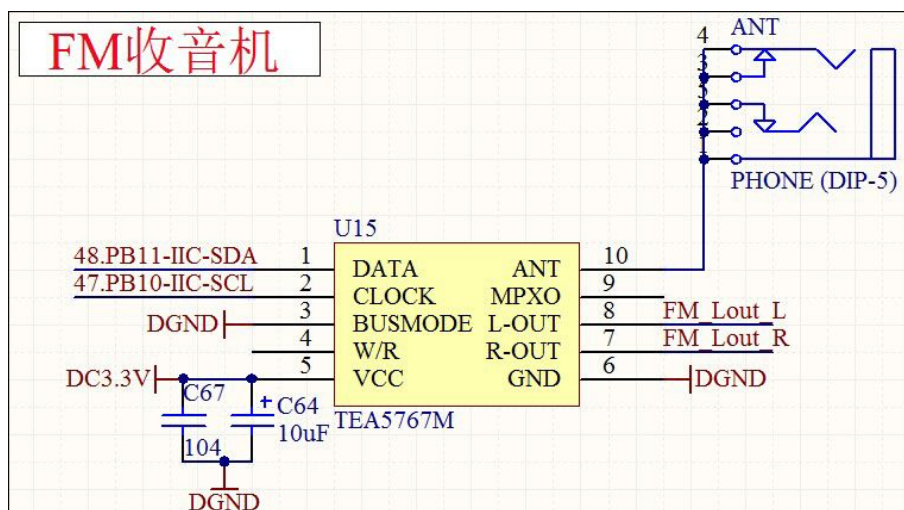 FM收音机
4
ANT
3
5
2
1
PHONE (DIP-5)
U15
48.PB11-IIC-SDA
1
DATA
ANT
10
47.PB10-IIC-SCL
2
CLOCK
MPXO
9
DGND
3
BUSMODE
L-OUT
8
FM_Lout_L
4
W/R
R-OUT
7
FM_Lout_R
DC3.3V
5
VCC
GND
6
DGND
C67
104
C64
10uF
TEA5767M
DGND